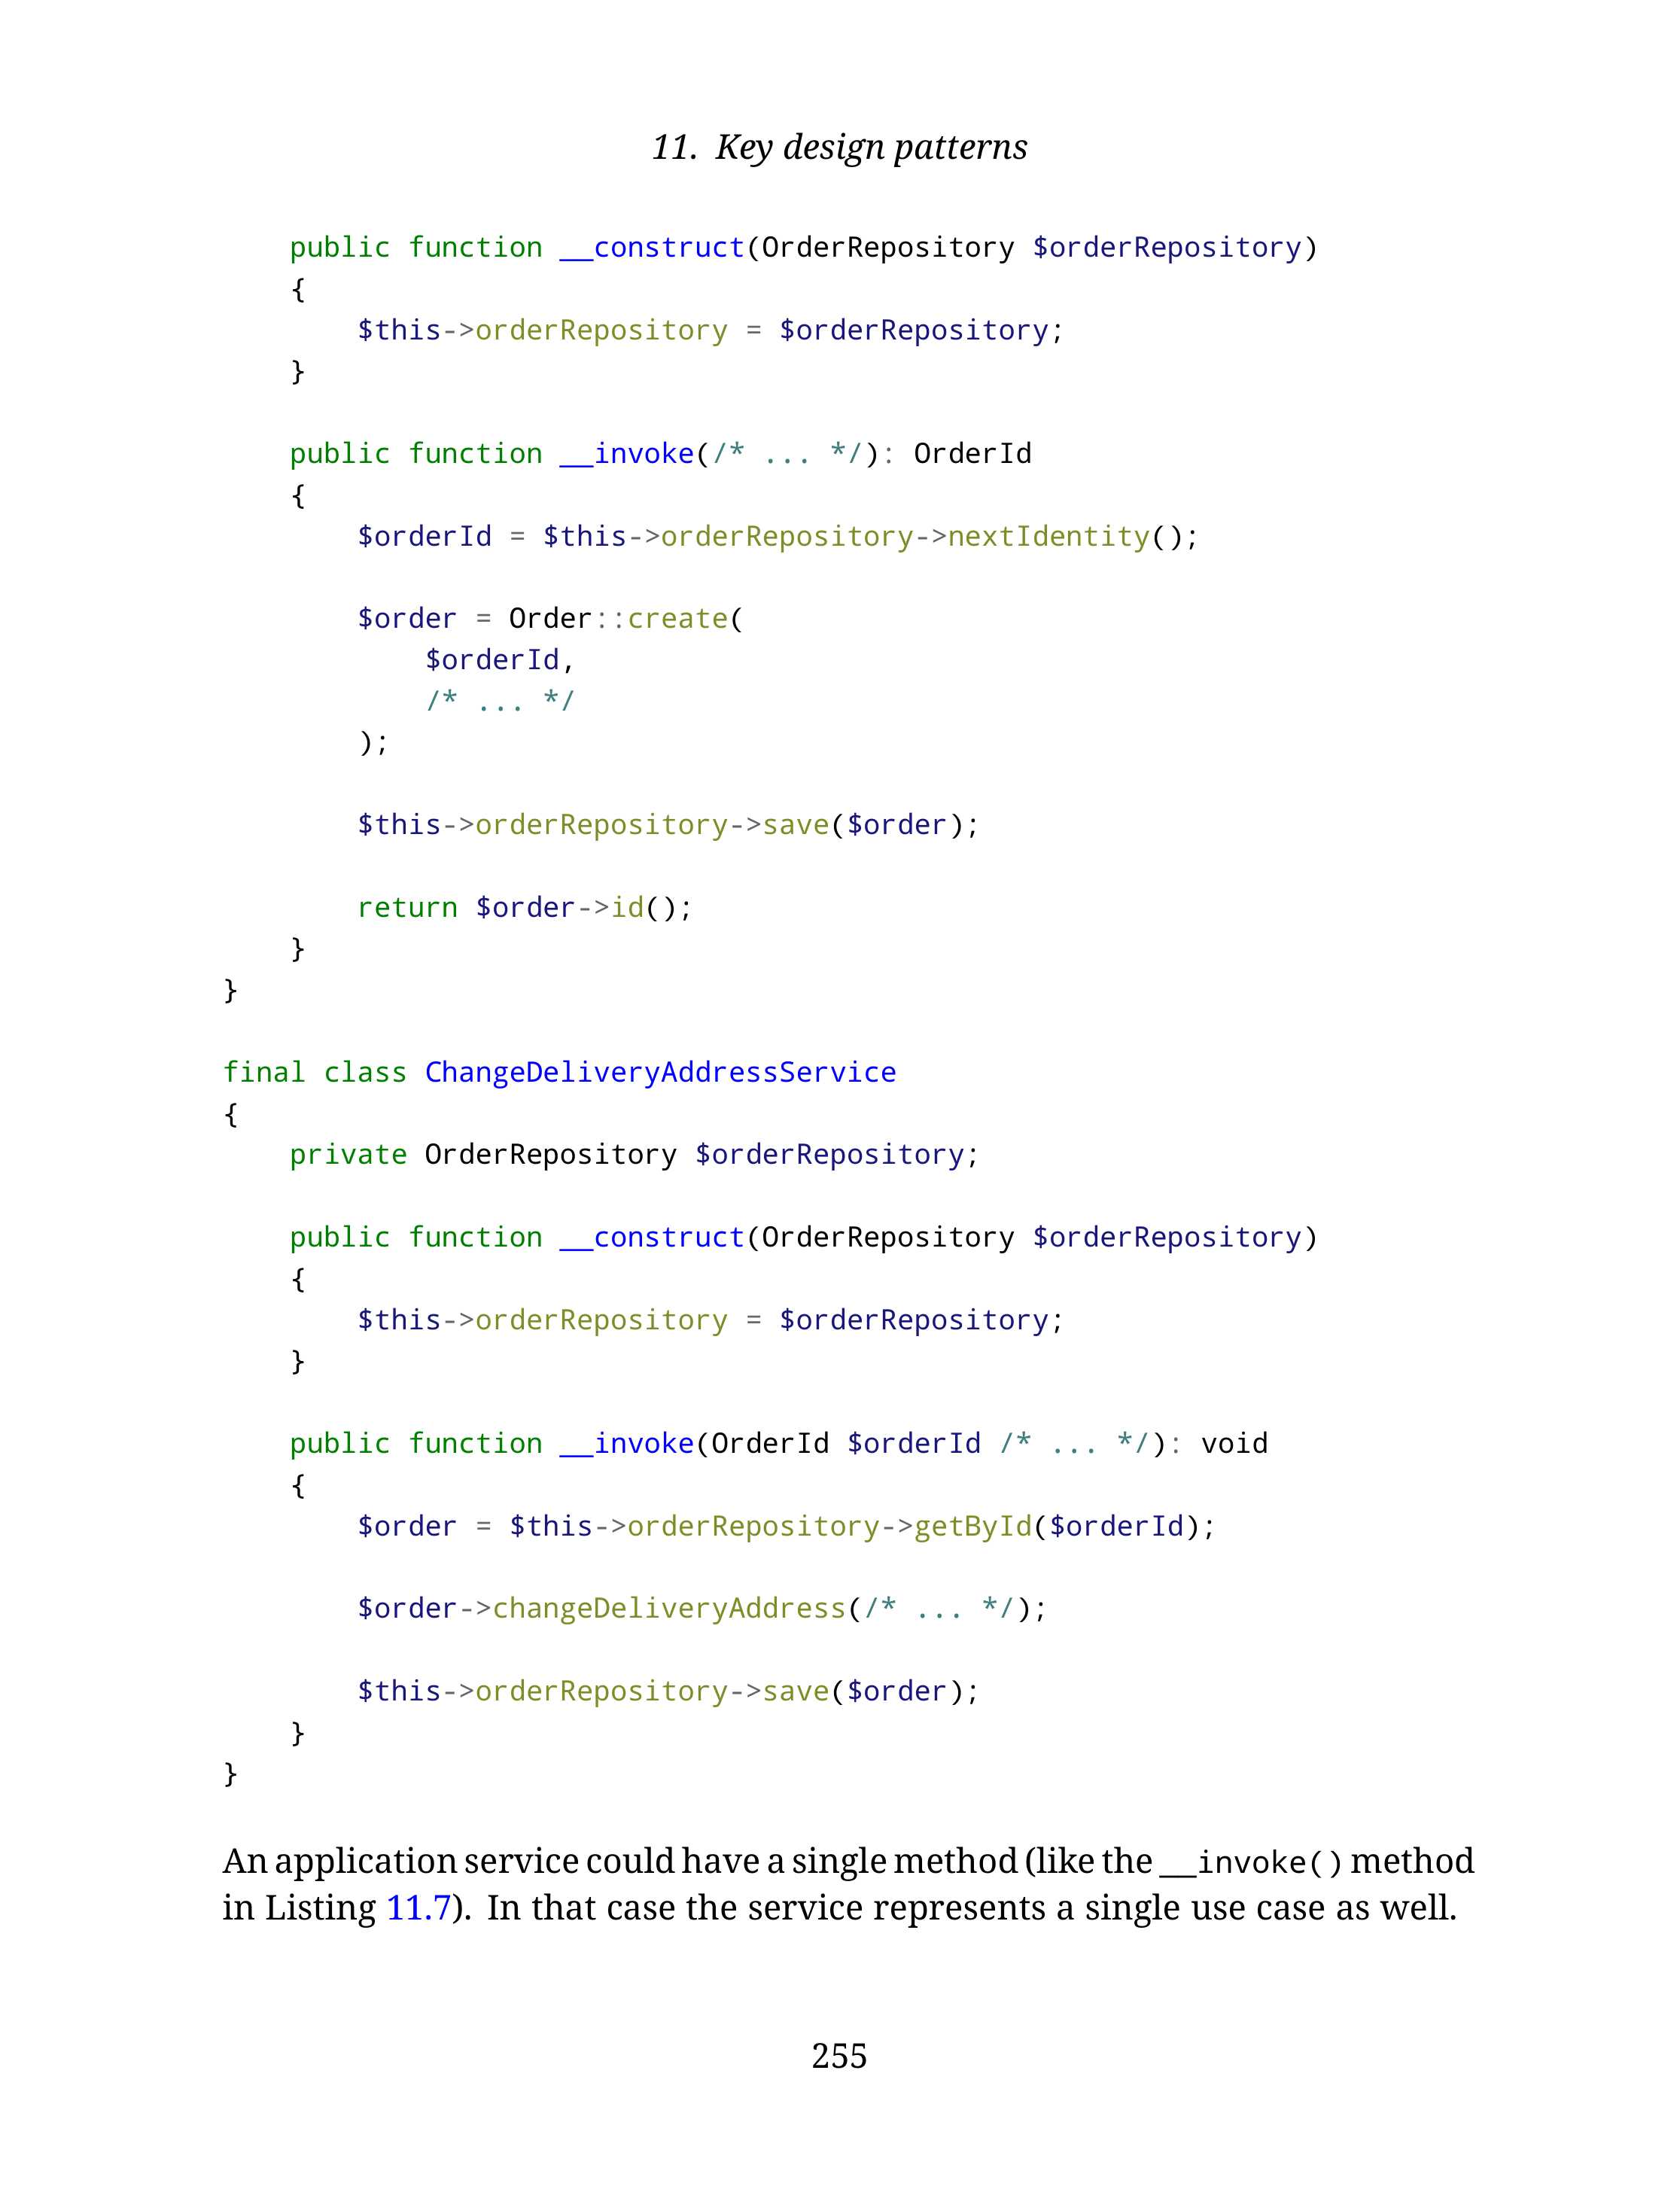 11. Key design patterns
    public function __construct(OrderRepository $orderRepository)
    {
        $this->orderRepository = $orderRepository;
    }
    public function __invoke(/* ... */): OrderId
    {
        $orderId = $this->orderRepository->nextIdentity();
        $order = Order::create(
            $orderId,
            /* ... */
        );
        $this->orderRepository->save($order);
        return $order->id();
    }
}
final class ChangeDeliveryAddressService
{
    private OrderRepository $orderRepository;
    public function __construct(OrderRepository $orderRepository)
    {
        $this->orderRepository = $orderRepository;
    }
    public function __invoke(OrderId $orderId /* ... */): void
    {
        $order = $this->orderRepository->getById($orderId);
        $order->changeDeliveryAddress(/* ... */);
        $this->orderRepository->save($order);
    }
}
An application service could have a single method (like the __invoke() method
in Listing 11.7). In that case the service represents a single use case as well.
255